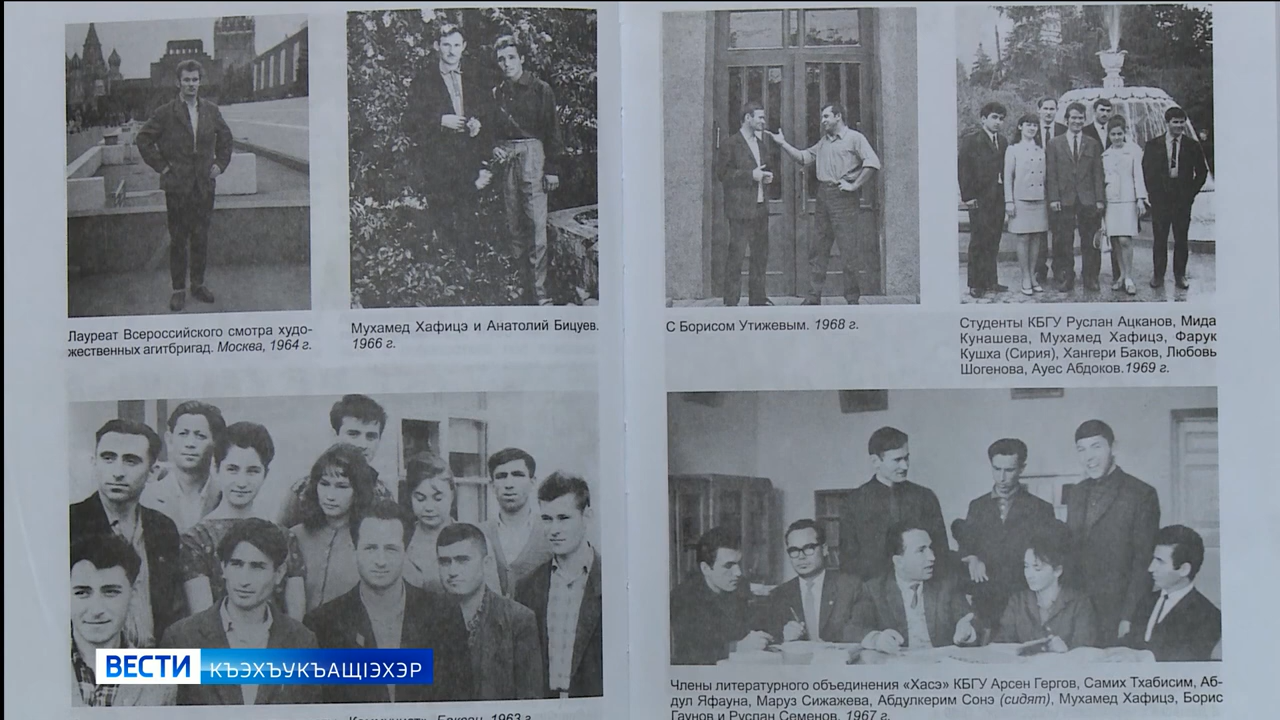 Лауреат Всероссийского смотра худо-
жественных агитбригад. Москва, 1964 г.
Мухамед Хафицэ и Анатолий Бицуев.
1966 г.
С Борисом Утижевым. 1968 г.
Студенты КБГУ Руслан Ацканов, Мида
Кунашева, Мухамед Хафицэ, Фарук
Кушха (Сирия), Хангери Баков, Любовь
Шогенова, Ауес Абдоков.1969 г.
Баксан. 1963 г.
Члены литературного объединения «Хасэ» КБГУ Арсен Гергов, Самих Тхабисим, Аб-
дул Яфауна, Маруз Сижажева, Абдулкерим Сонэ (сидят), Мухамед Хафицэ, Борис
Гаунов и Руслан Семенов. 1967 г.
ВЕСТИ КЪЭХЪУКЪАЩІЭХЭР